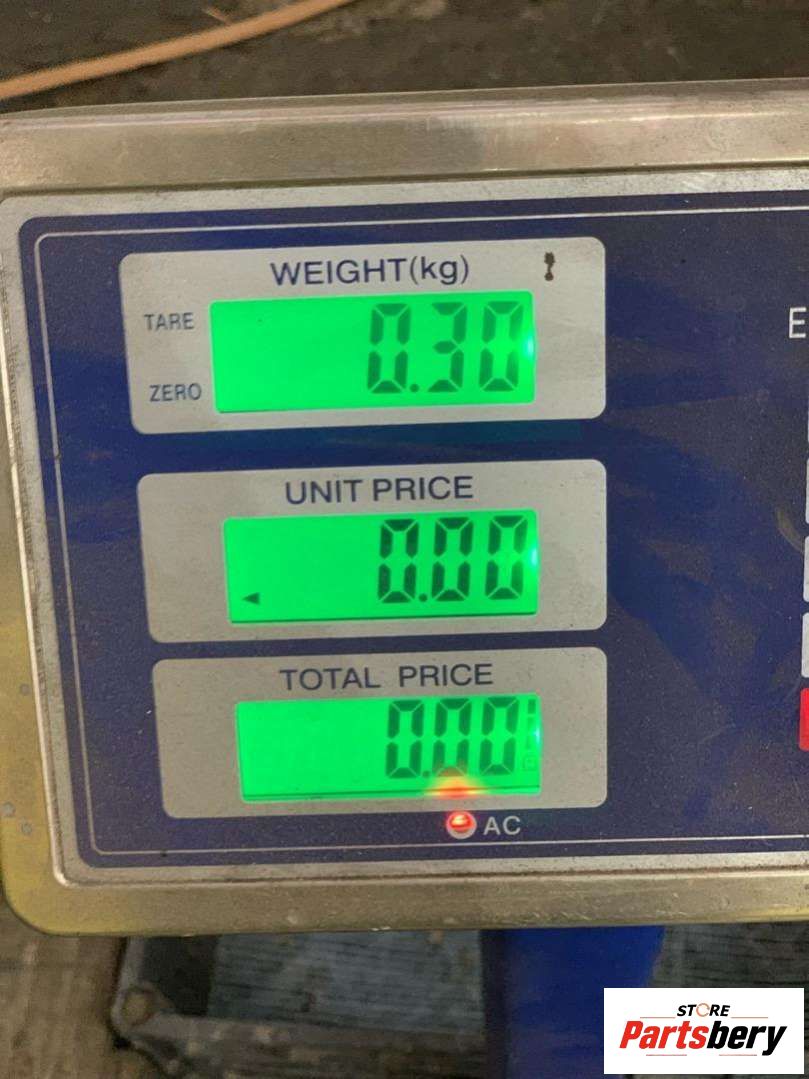 WEIGHT(kg)
TARE
0.30
ZERO
UNIT PRICE
0.00
TOTAL PRICE
0.00
AC
E
STORE
Partsbery